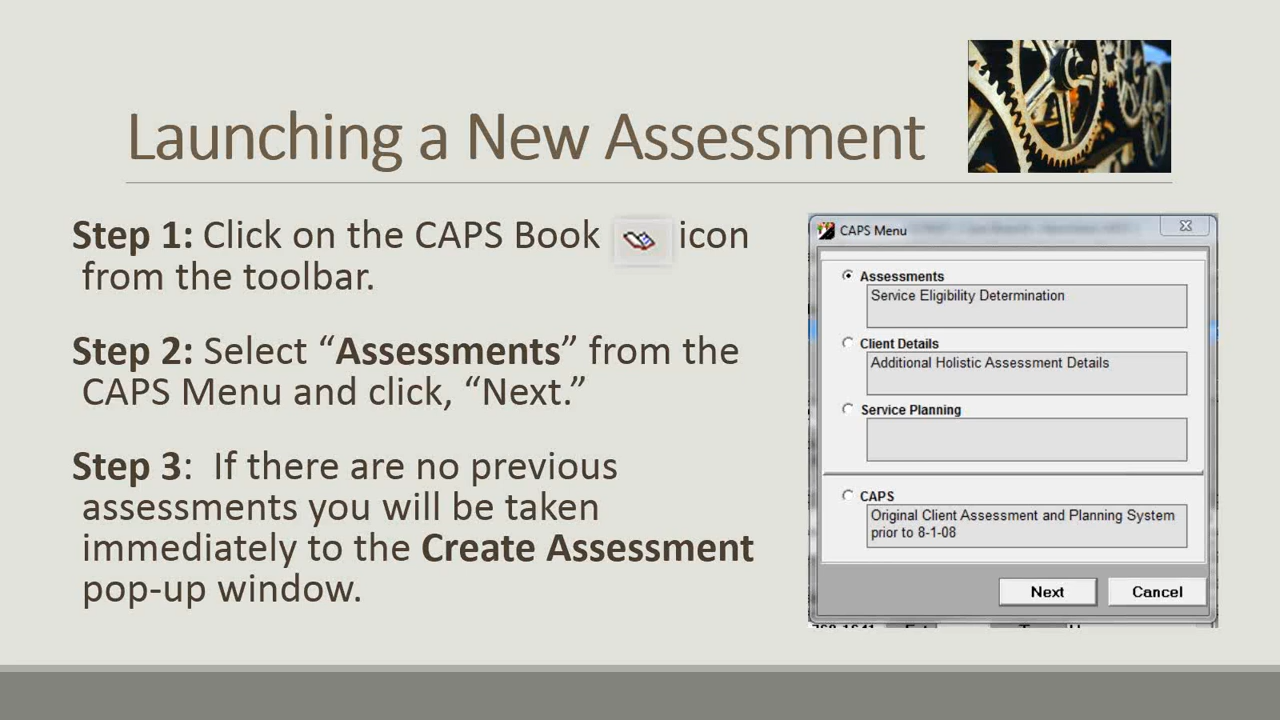 Launching a New Assessment
Step 1: Click on the CAPS Book icon
from the toolbar.
Step 2: Select “Assessments” from the
CAPS Menu and click, “Next.”
Step 3:  If there are no previous
assessments you will be taken
immediately to the Create Assessment
pop-up window.
CAPS Menu
Assessments
Service Eligibility Determination
Client Details
Additional Holistic Assessment Details
Service Planning
CAPS
Original Client Assessment and Planning System
prior to 8-1-08
Next Cancel